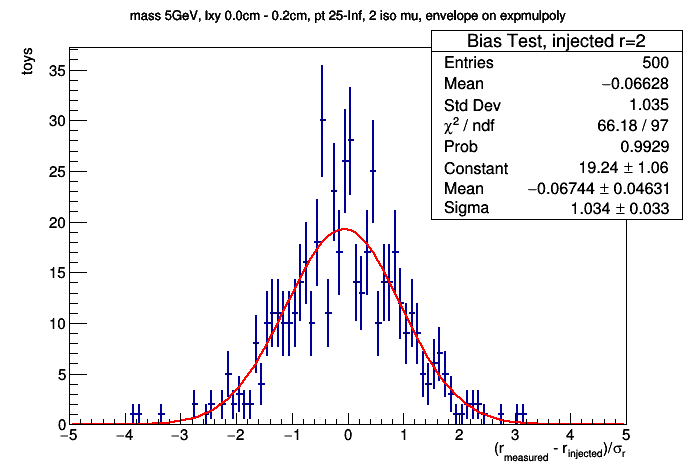 mass 5GeV, lxy 0.0cm - 0.2cm, pt 25-Inf, 2 iso mu, envelope on expmulpoly
toys
Bias Test, injected r=2
Entries 500
Mean −0.06628
Std Dev 1.035
χ² / ndf 66.18 / 97
Prob 0.9929
Constant 19.24 ± 1.06
Mean −0.06744 ± 0.04631
Sigma 1.034 ± 0.033
35
30
25
20
15
10
5
0
−5 −4 −3 −2 −1 0 1 2 3 4 5
(r_measured - r_injected)/σ_r